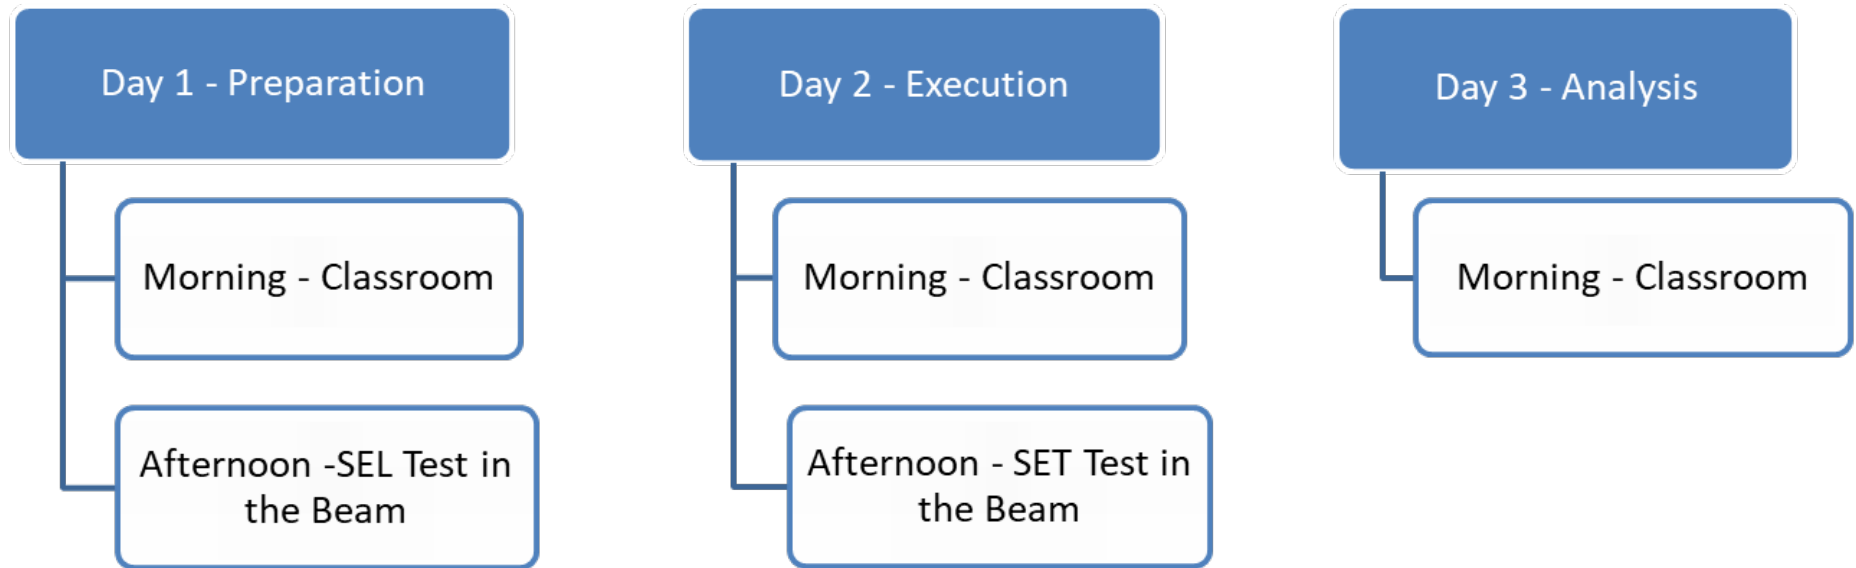 Day 1 - Preparation
Morning - Classroom
Afternoon -SEL Test in
the Beam
Day 2 - Execution
Morning - Classroom
Afternoon - SET Test in
the Beam
Day 3 - Analysis
Morning - Classroom